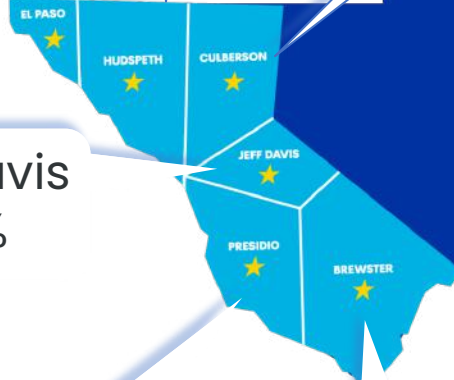 EL PASO
HUDSPETH
CULBERSON
JEFF DAVIS
PRESIDIO
BREWSTER